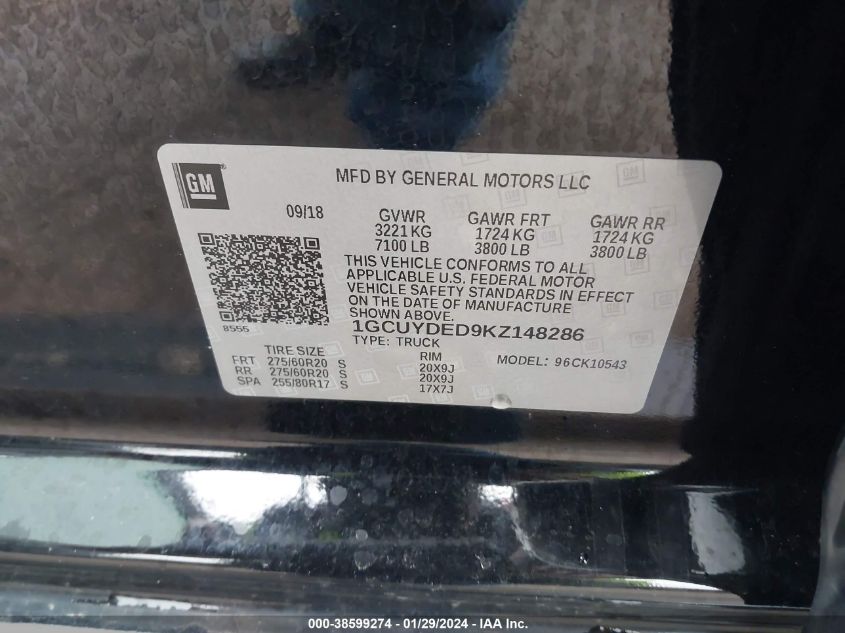 GM
MFD BY GENERAL MOTORS LLC
09/18
GVWR GAWR FRT GAWR RR
3221 KG 1724 KG 1724 KG
7100 LB 3800 LB 3800 LB
THIS VEHICLE CONFORMS TO ALL
APPLICABLE U.S. FEDERAL MOTOR
VEHICLE SAFETY STANDARDS IN EFFECT
ON THE DATE OF MANUFACTURE
SHOWN ABOVE.
8555
1GCUYDED9KZ148286
TYPE: TRUCK
TIRE SIZE RIM MODEL: 96CK10543
FRT 275/60R20 S 20X9J
RR 275/60R20 S 20X9J
SPA 255/80R17 S 17X7J
000-38599274 - 01/29/2024 - IAA Inc.